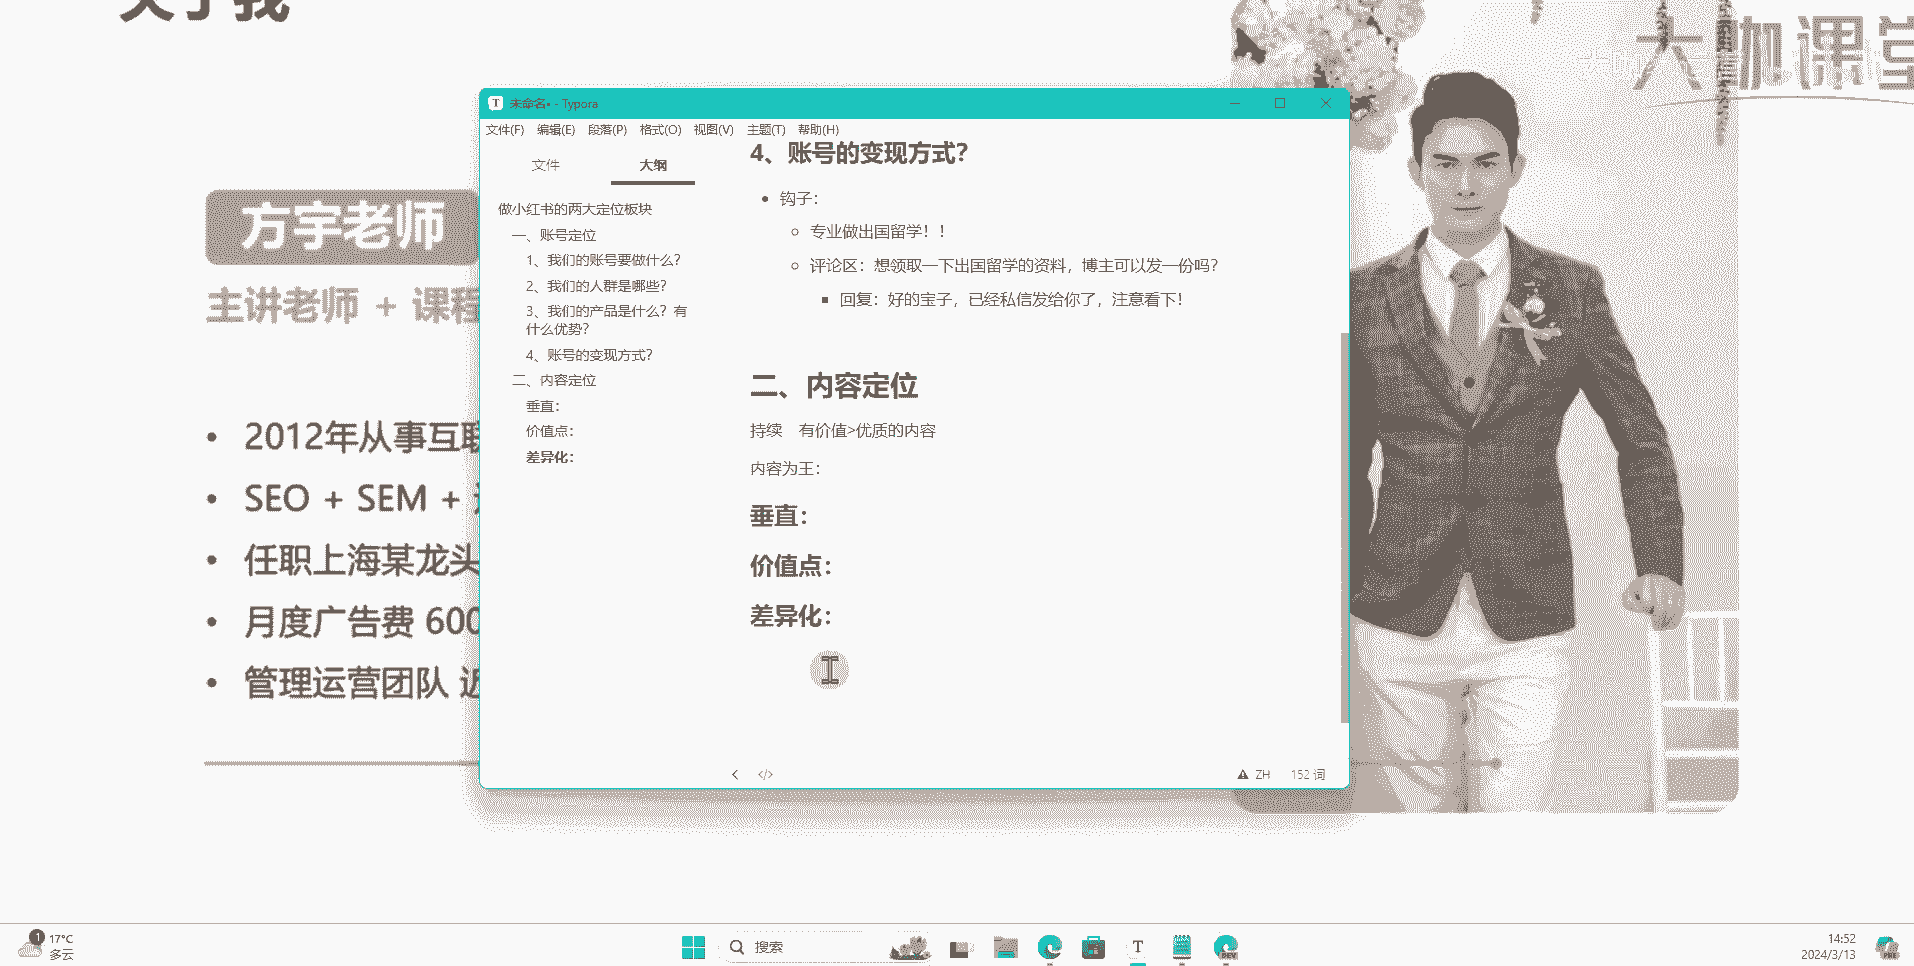 关于我
大咖课堂
方宇老师
主讲老师 + 课程
2012年从事互联
SEO + SEM +
任职上海某龙头
月度广告费 600
管理运营团队 近
未命名• - Typora
文件(F) 编辑(E) 段落(P) 格式(O) 视图(V) 主题(T) 帮助(H)
文件 大纲
做小红书的两大定位板块
一、账号定位
1、我们的账号要做什么？
2、我们的人群是哪些？
3、我们的产品是什么？有
什么优势？
4、账号的变现方式？
二、内容定位
垂直：
价值点：
差异化：
4、账号的变现方式？
钩子：
专业做出国留学！！
评论区：想领取一下出国留学的资料，博主可以发一份吗？
回复：好的宝子，已经私信发给你了，注意看下！
二、内容定位
持续 有价值>优质的内容
内容为王：
垂直：
价值点：
差异化：
ZH 152 词
1
17°C
多云
搜索
T
DEV
14:52
2024/3/13
PRE